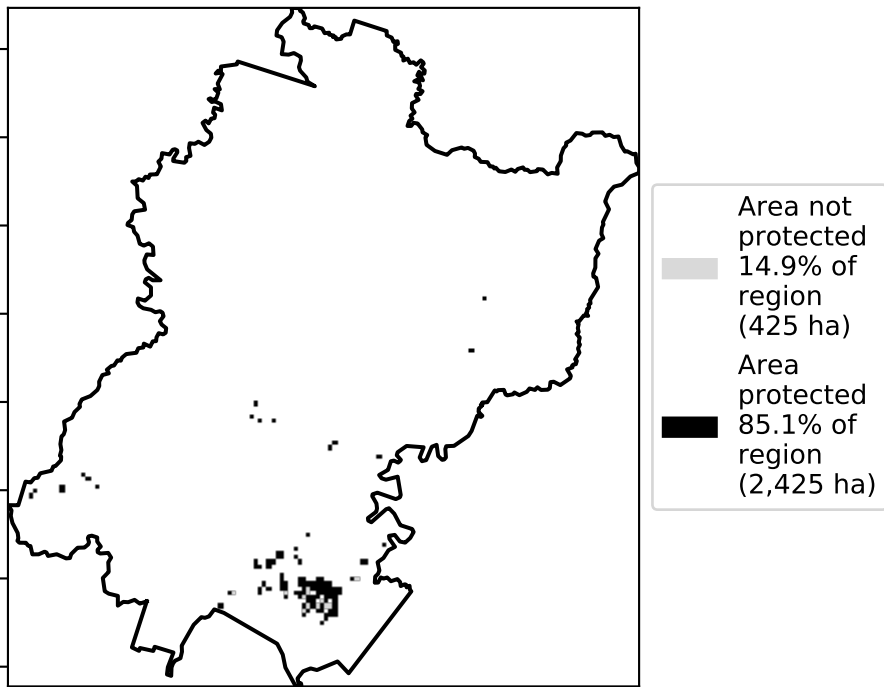 Area not
protected
14.9% of
region
(425 ha)
Area
protected
85.1% of
region
(2,425 ha)